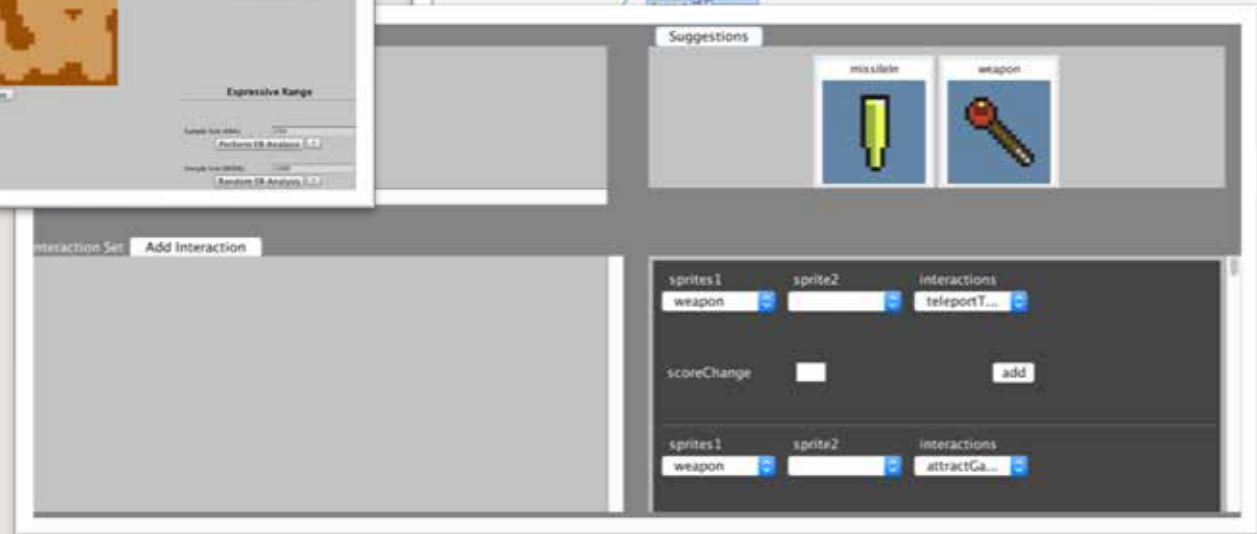 Expressive Range
Perform ER Analysis
Random ER Analysis
Suggestions
weapon
Interaction Set Add Interaction
sprites1 sprite2 interactions
weapon teleportT...
scoreChange add
sprites1 sprite2 interactions
weapon attractGa...